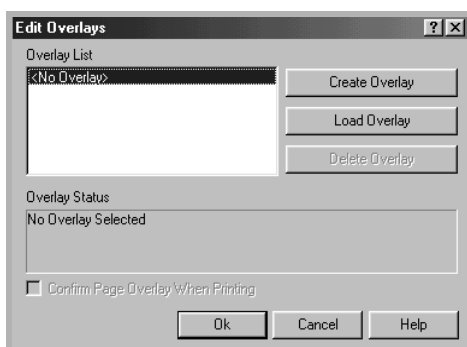 Edit Overlays
Overlay List
<No Overlay>
Create Overlay
Load Overlay
Delete Overlay
Overlay Status
No Overlay Selected
Confirm Page Overlay When Printing
Ok Cancel Help